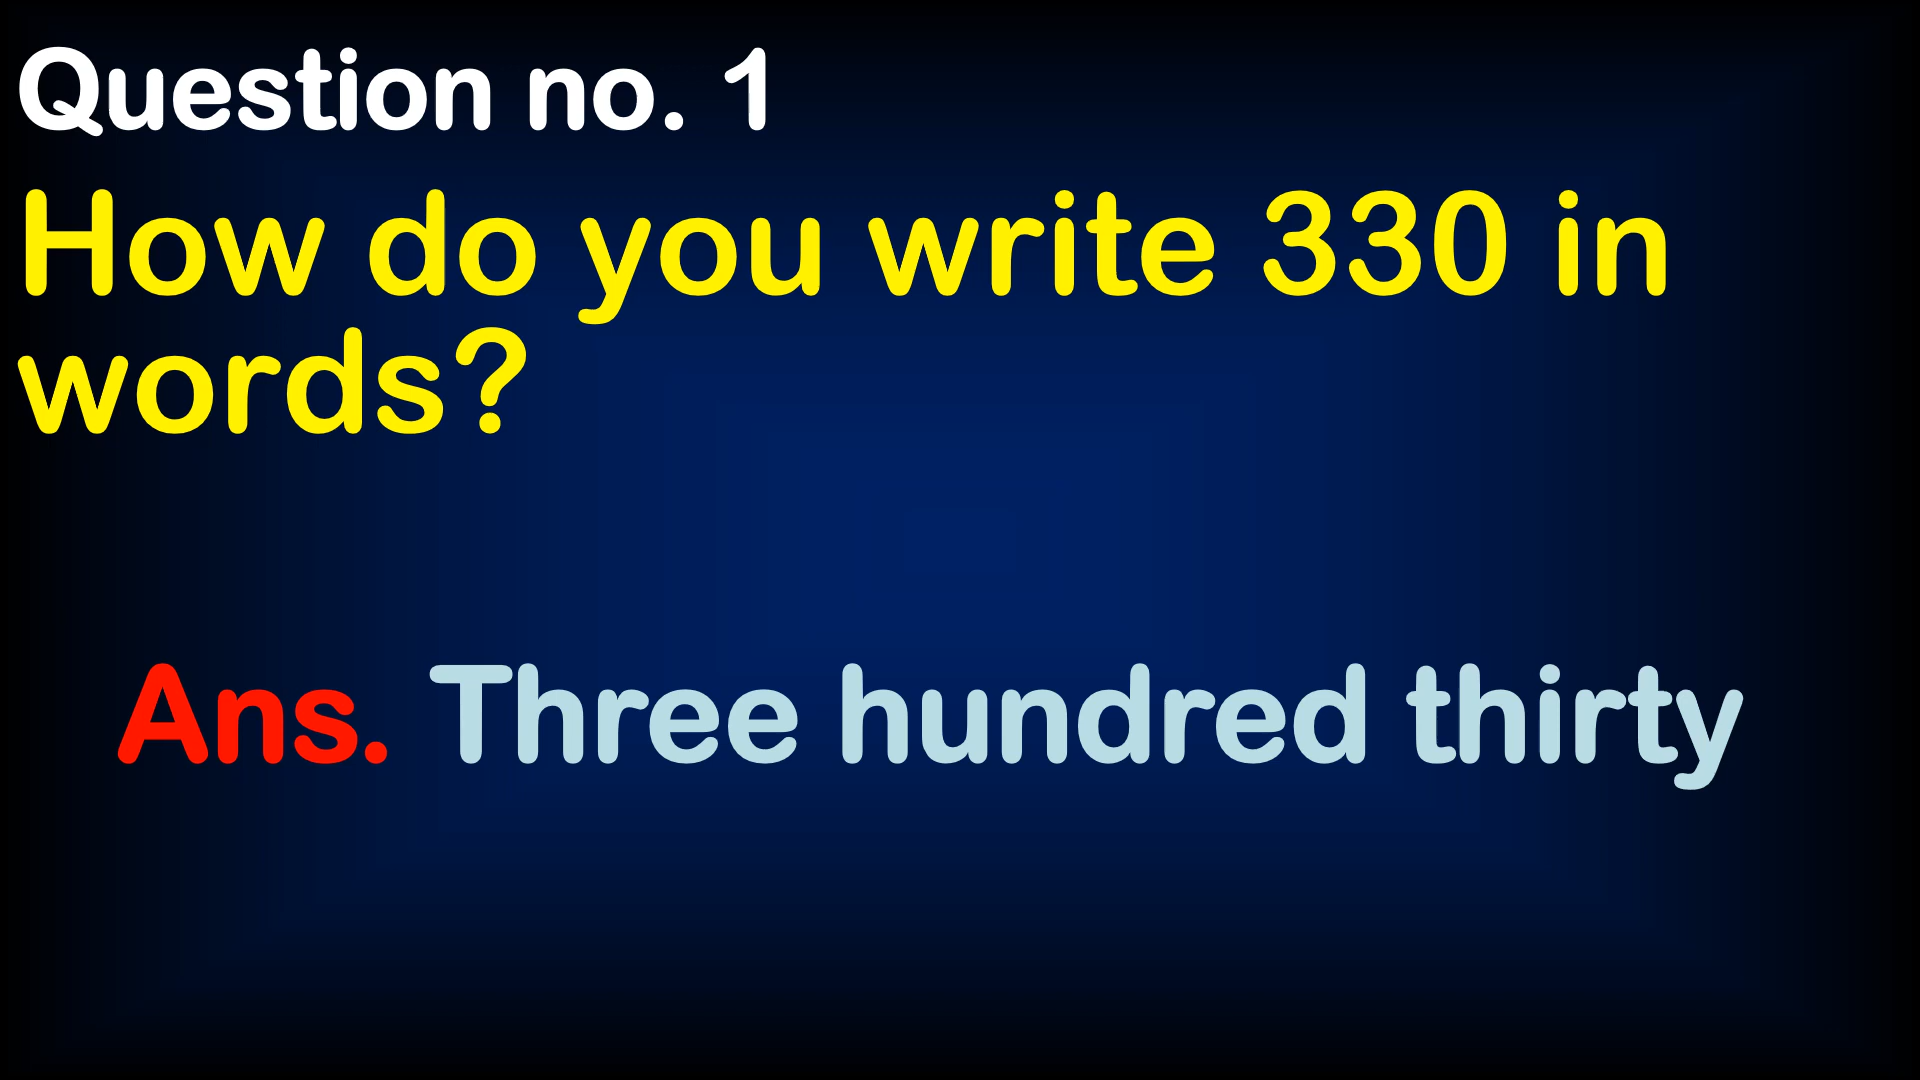 Question no. 1
How do you write 330 in
words?
Ans. Three hundred thirty